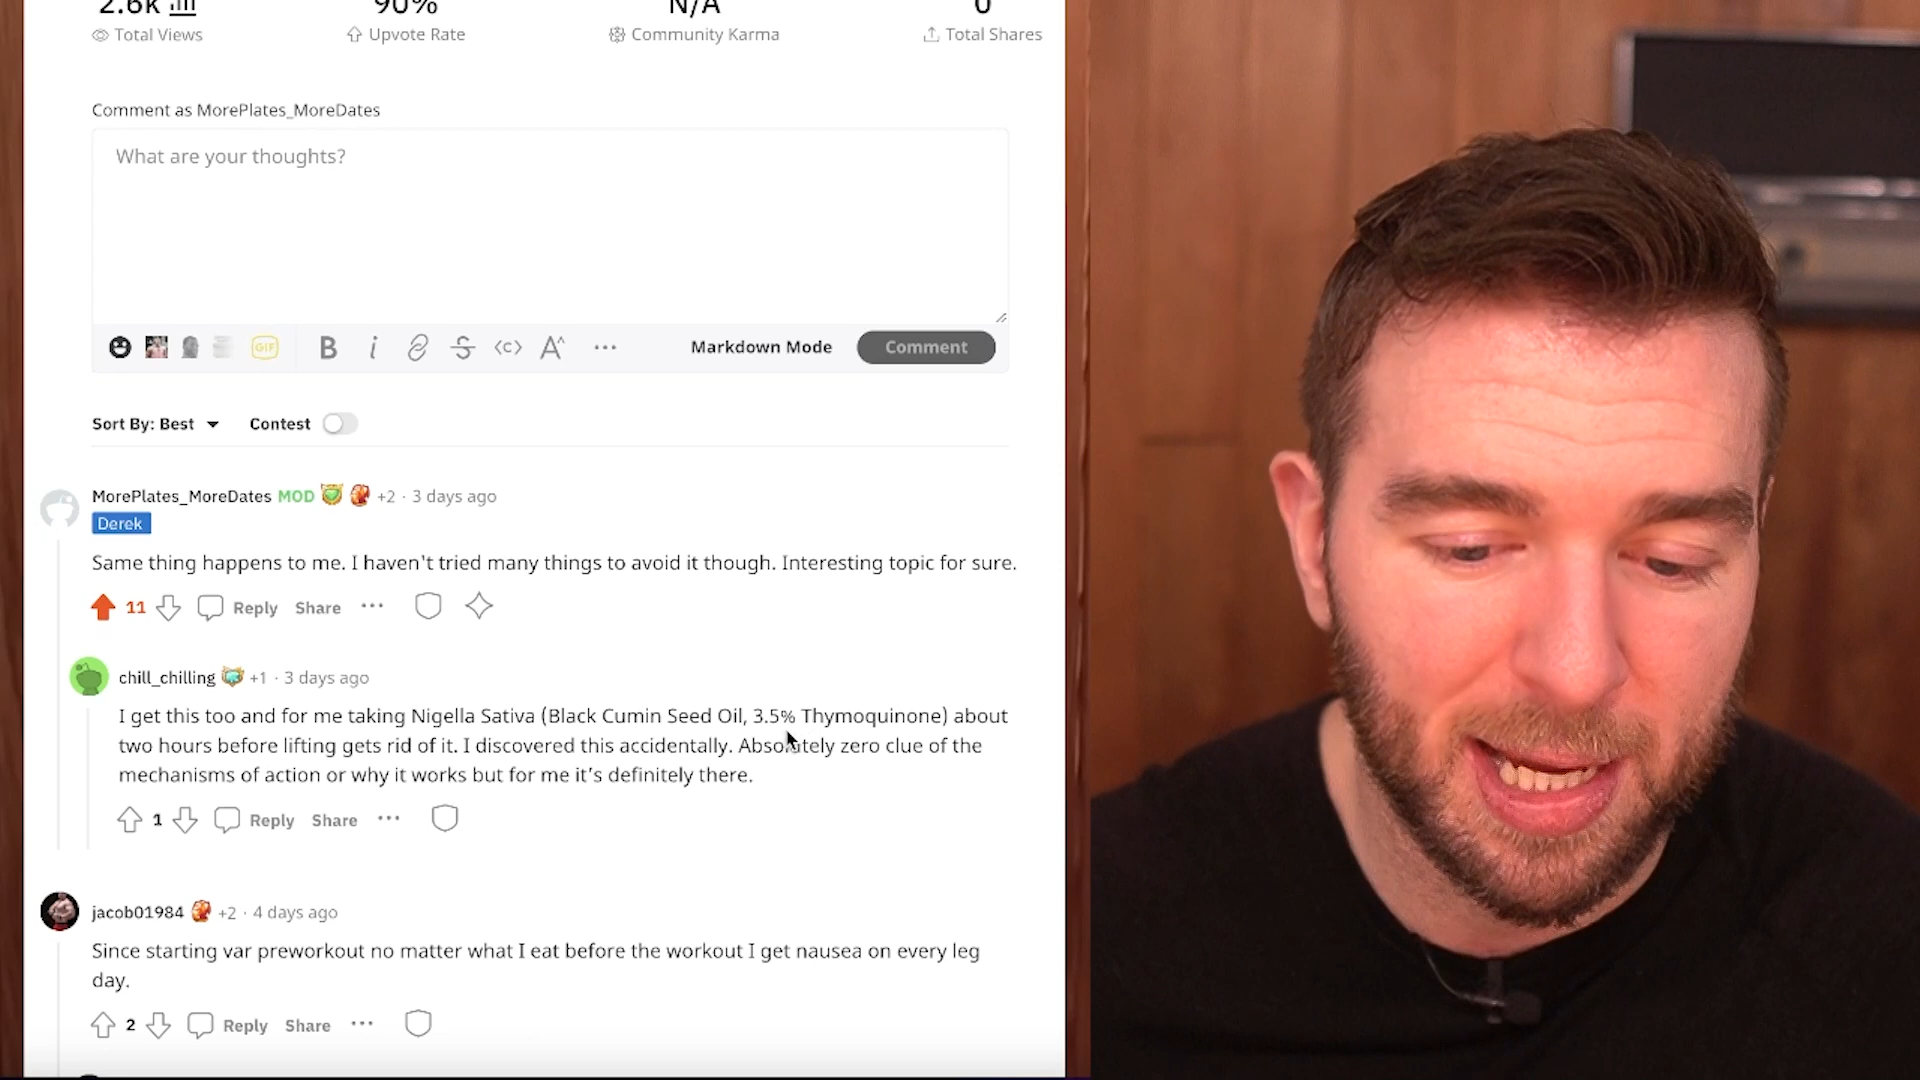 2.6k
90%
N/A
0
Total Views
Upvote Rate
Community Karma
Total Shares
Comment as MorePlates_MoreDates
What are your thoughts?
GIF
B
i
A^
Markdown Mode
Comment
Sort By: Best
Contest
MorePlates_MoreDates MOD +2 · 3 days ago
Derek
Same thing happens to me. I haven't tried many things to avoid it though. Interesting topic for sure.
11
Reply Share ···
chill_chilling +1 · 3 days ago
I get this too and for me taking Nigella Sativa (Black Cumin Seed Oil, 3.5% Thymoquinone) about
two hours before lifting gets rid of it. I discovered this accidentally. Absolutely zero clue of the
mechanisms of action or why it works but for me it's definitely there.
1
Reply Share ···
jacob01984 +2 · 4 days ago
Since starting var preworkout no matter what I eat before the workout I get nausea on every leg
day.
2
Reply Share ···